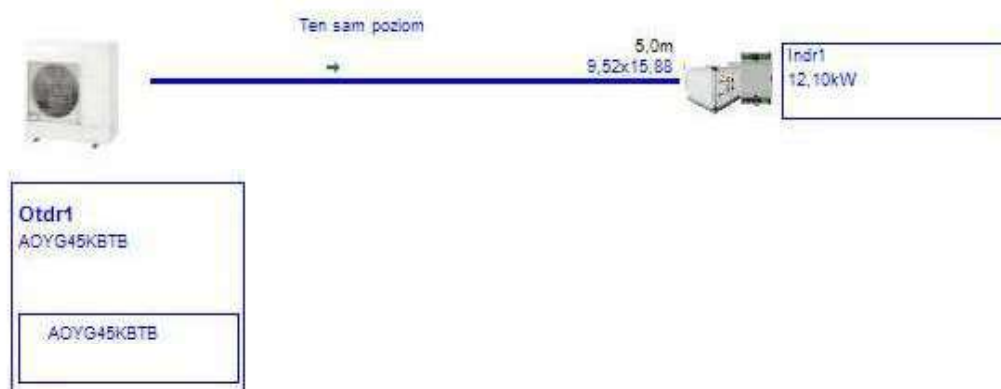 Ten sam poziom
5,0m
9,52x15,88
Indr1
12,10kW
Otdr1
AOYG45KBTB
AOYG45KBTB